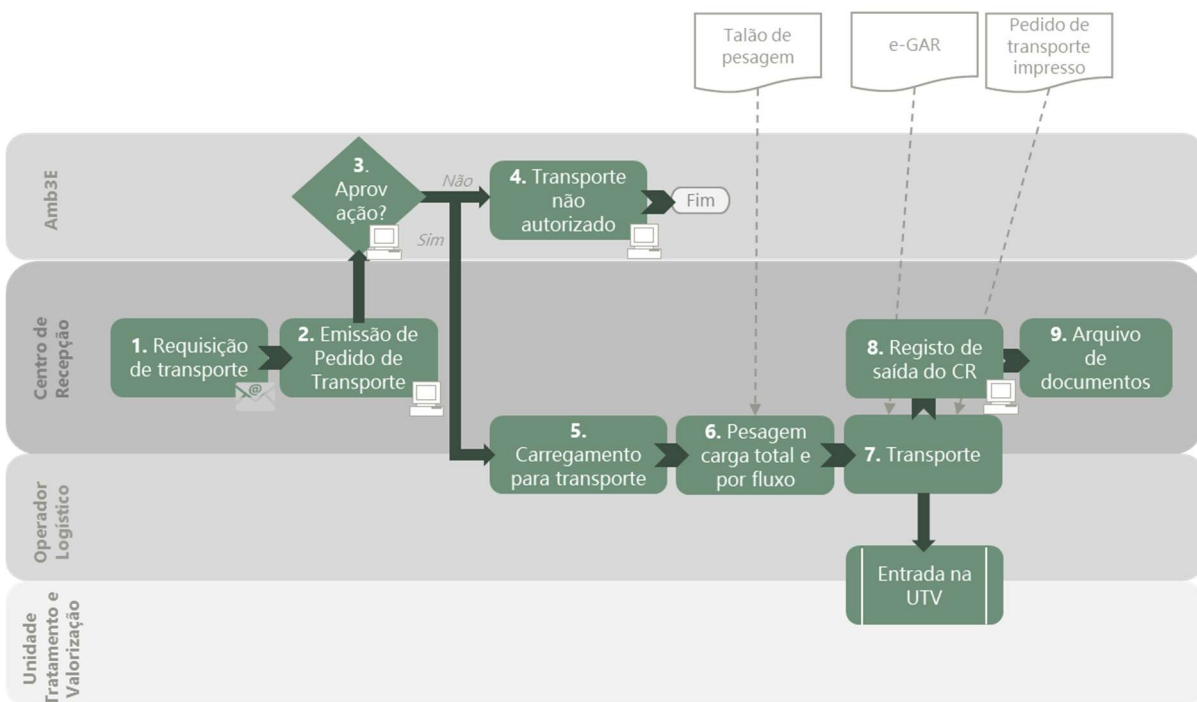 Talão de
pesagem
e-GAR
Pedido de
transporte
impresso
Amb3E
3.
Aprov
ação?
Não
Sim
4. Transporte
não
autorizado
Fim
Centro de
Recepção
1. Requisição
de transporte
@
2. Emissão de
Pedido de
Transporte
8. Registo de
saída do CR
9. Arquivo
de
documentos
5.
Carregamento
para transporte
6. Pesagem
carga total e
por fluxo
7. Transporte
Operador
Logístico
Entrada na
UTV
Unidade
Tratamento e
Valorização